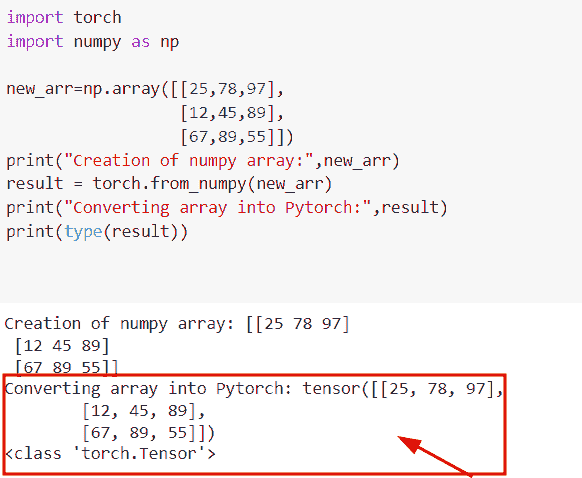 import torch
import numpy as np
new_arr=np.array([[25,78,97],
[12,45,89],
[67,89,55]])
print("Creation of numpy array:",new_arr)
result = torch.from_numpy(new_arr)
print("Converting array into Pytorch:",result)
print(type(result))
Creation of numpy array: [[25 78 97]
[12 45 89]
[67 89 55]]
Converting array into Pytorch: tensor([[25, 78, 97],
[12, 45, 89],
[67, 89, 55]])
<class 'torch.Tensor'>